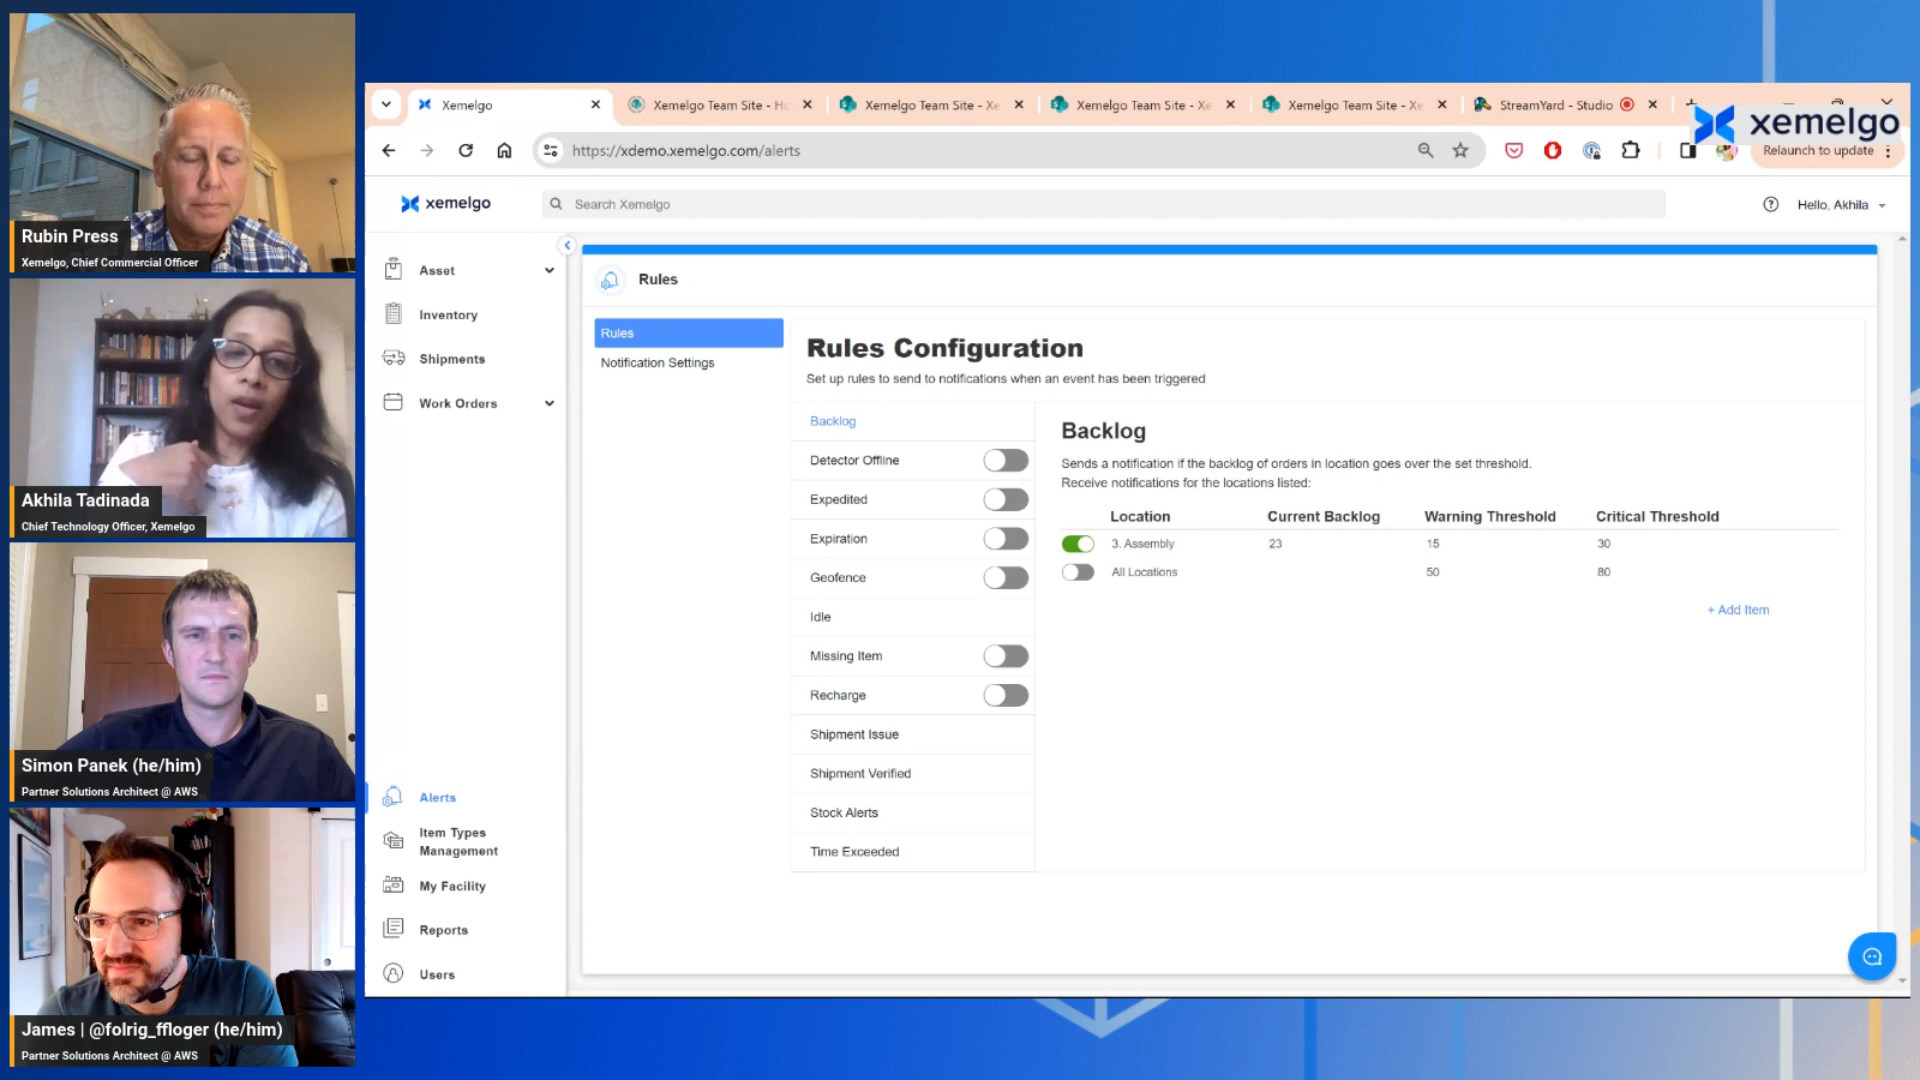 Rubin Press
Xemelgo, Chief Commercial Officer
Akhila Tadinada
Chief Technology Officer, Xemelgo
Simon Panek (he/him)
Partner Solutions Architect @ AWS
James | @folrig_ffloger (he/him)
Partner Solutions Architect @ AWS
Xemelgo
Xemelgo Team Site - Ho
Xemelgo Team Site - Xe
Xemelgo Team Site - Xe
Xemelgo Team Site - Xe
StreamYard - Studio
xemelgo
https://xdemo.xemelgo.com/alerts
Relaunch to update
xemelgo
Search Xemelgo
Hello, Akhila
Asset
Inventory
Shipments
Work Orders
Alerts
Item Types
Management
My Facility
Reports
Users
Rules
Rules
Notification Settings
Rules Configuration
Set up rules to send to notifications when an event has been triggered
Backlog
Detector Offline
Expedited
Expiration
Geofence
Idle
Missing Item
Recharge
Shipment Issue
Shipment Verified
Stock Alerts
Time Exceeded
Backlog
Sends a notification if the backlog of orders in location goes over the set threshold.
Receive notifications for the locations listed:
Location Current Backlog Warning Threshold Critical Threshold
3. Assembly 23 15 30
All Locations 50 80
+ Add Item